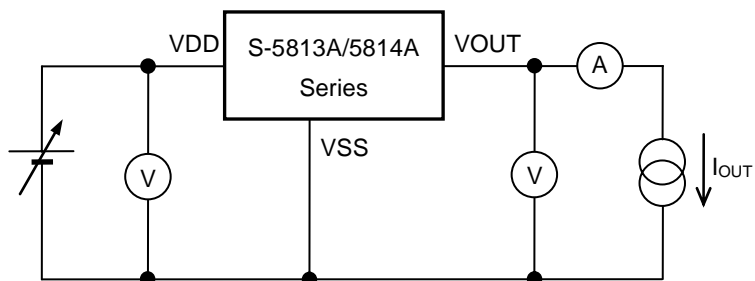 VDD
S-5813A/5814A
Series
VOUT
A
VSS
V
V
IOUT